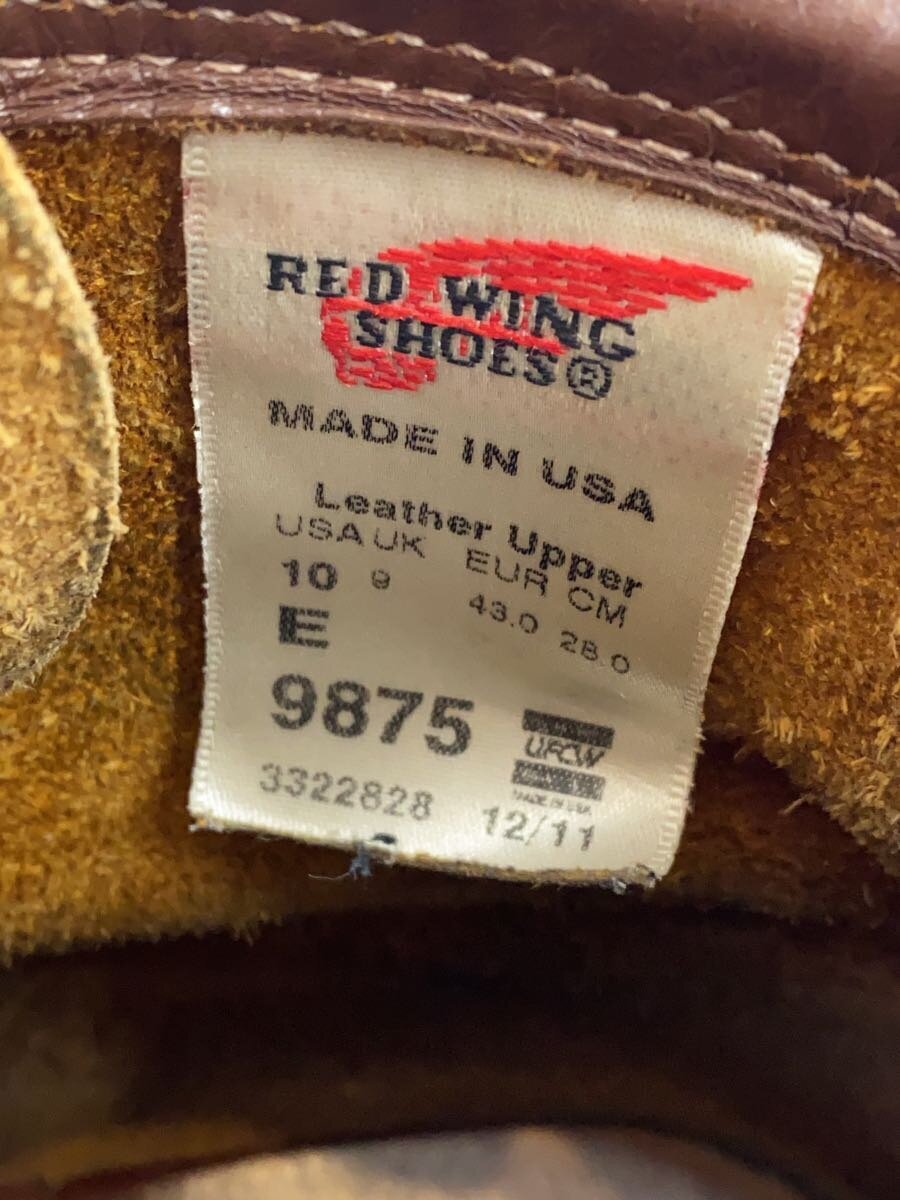 RED WING
SHOES®
MADE IN USA
Leather Upper
USA UK EUR CM
10 9 43.0 28.0
E
9875
UFCW
MADE IN U.S.A.
3322828 12/11